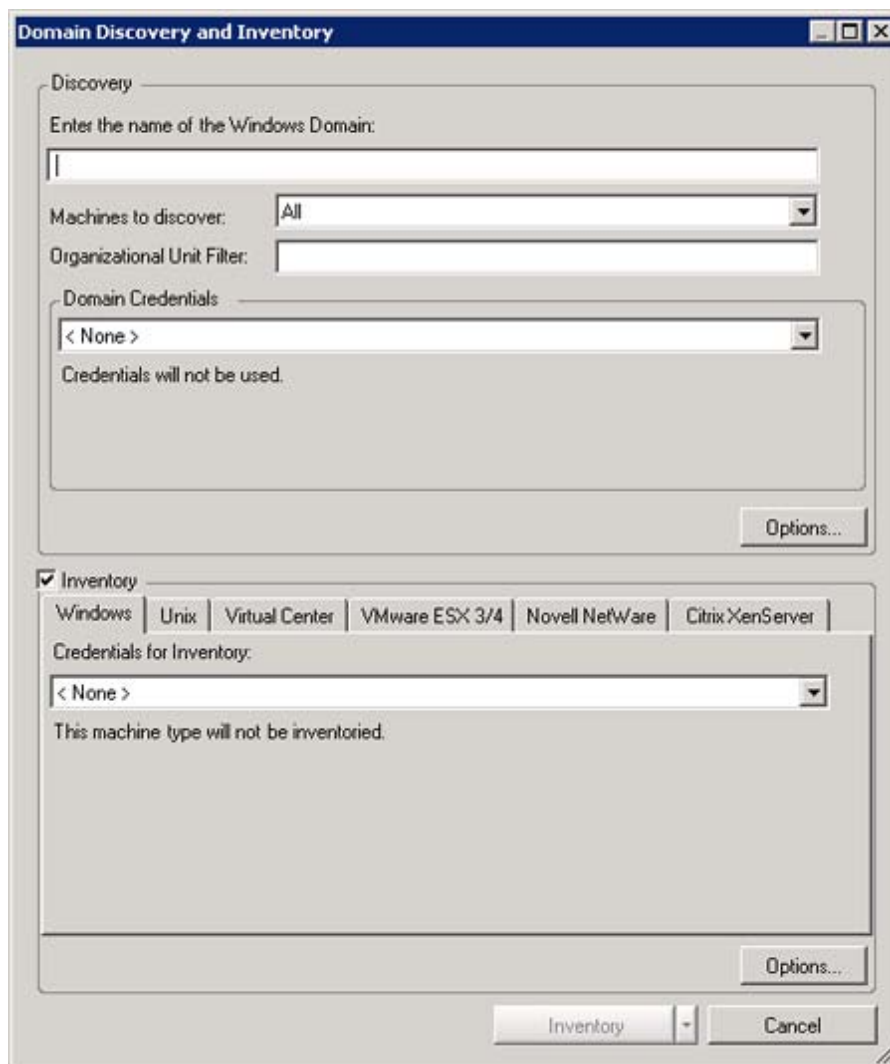 Domain Discovery and Inventory
Discovery
Enter the name of the Windows Domain:
Machines to discover: All
Organizational Unit Filter:
Domain Credentials
< None >
Credentials will not be used.
Options...
Inventory
Windows Unix Virtual Center VMware ESX 3/4 Novell NetWare Citrix XenServer
Credentials for Inventory:
< None >
This machine type will not be inventoried.
Options...
Inventory Cancel